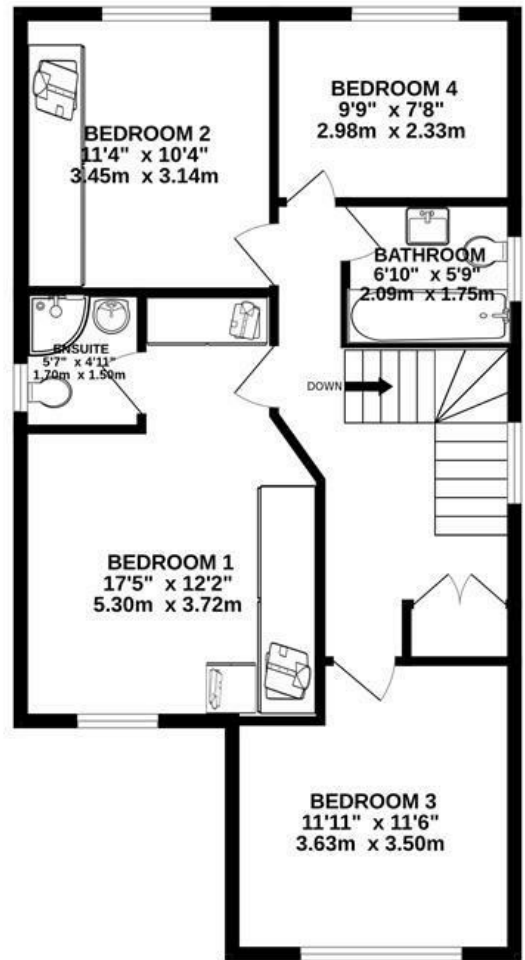 BEDROOM 4
9'9" x 7'8"
2.98m x 2.33m
BEDROOM 2
11'4" x 10'4"
3.45m x 3.14m
BATHROOM
6'10" x 5'9"
2.09m x 1.75m
ENSUITE
5'7" x 4'11"
1.70m x 1.50m
DOWN
BEDROOM 1
17'5" x 12'2"
5.30m x 3.72m
BEDROOM 3
11'11" x 11'6"
3.63m x 3.50m